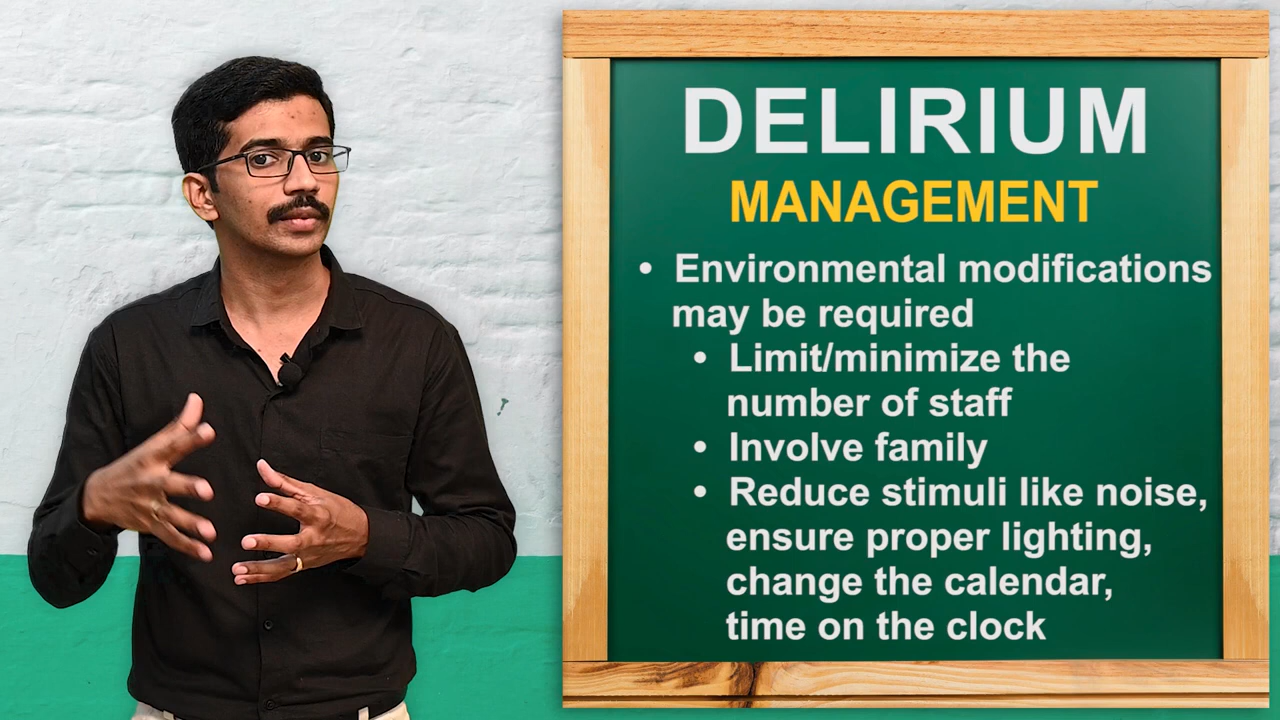 DELIRIUM
MANAGEMENT
• Environmental modifications
may be required
• Limit/minimize the
number of staff
• Involve family
• Reduce stimuli like noise,
ensure proper lighting,
change the calendar,
time on the clock